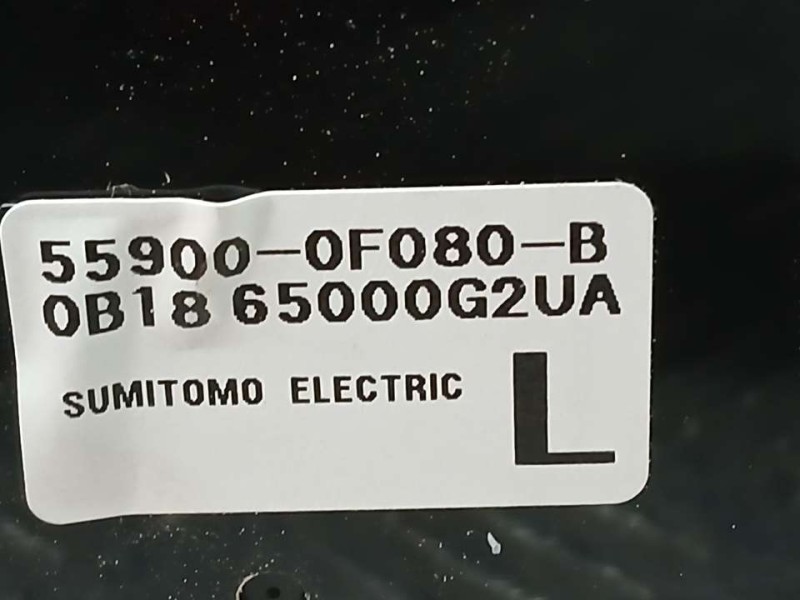 55900-0F080-B
0B18 65000G2UA
SUMITOMO ELECTRIC
L